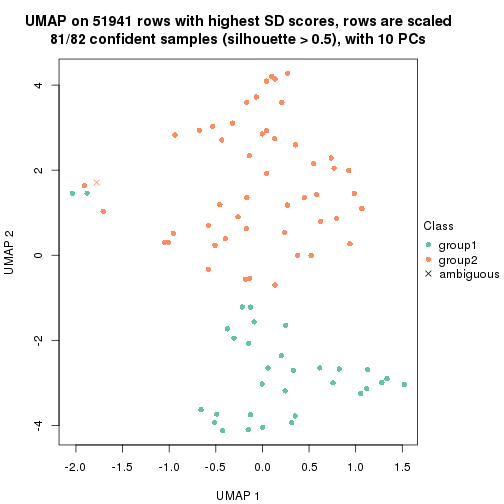 UMAP on 51941 rows with highest SD scores, rows are scaled
81/82 confident samples (silhouette > 0.5), with 10 PCs
4
2
0
-2
-4
UMAP 2
-2.0 -1.5 -1.0 -0.5 0.0 0.5 1.0 1.5
UMAP 1
Class
group1
group2
ambiguous